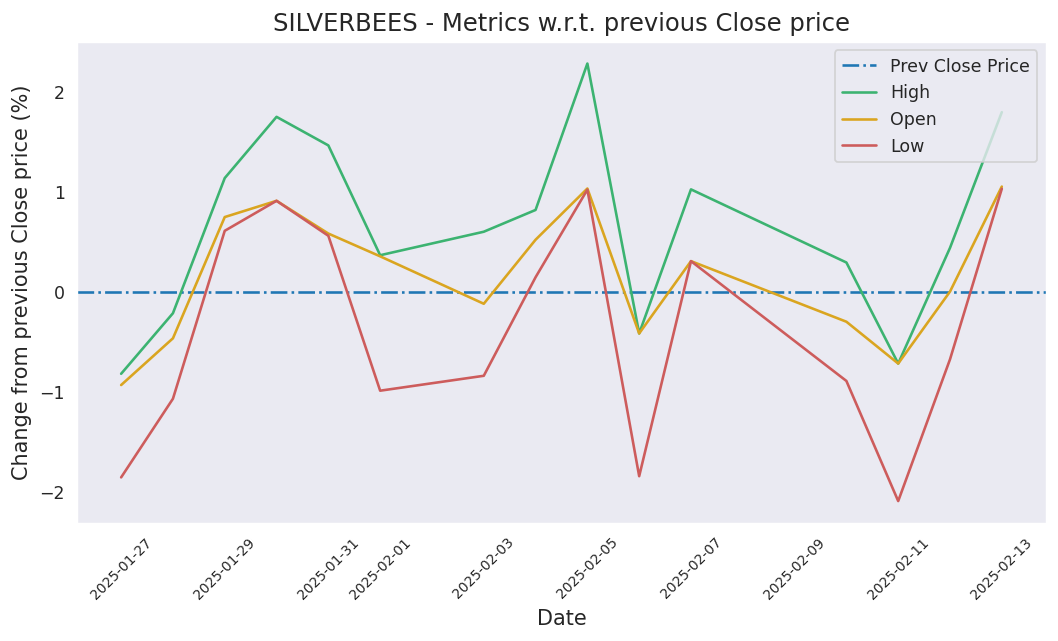 SILVERBEES - Metrics w.r.t. previous Close price
Change from previous Close price (%)
2
1
0
−1
−2
Prev Close Price
High
Open
Low
2025-01-27
2025-01-29
2025-01-31
2025-02-01
2025-02-03
2025-02-05
2025-02-07
2025-02-09
2025-02-11
2025-02-13
Date